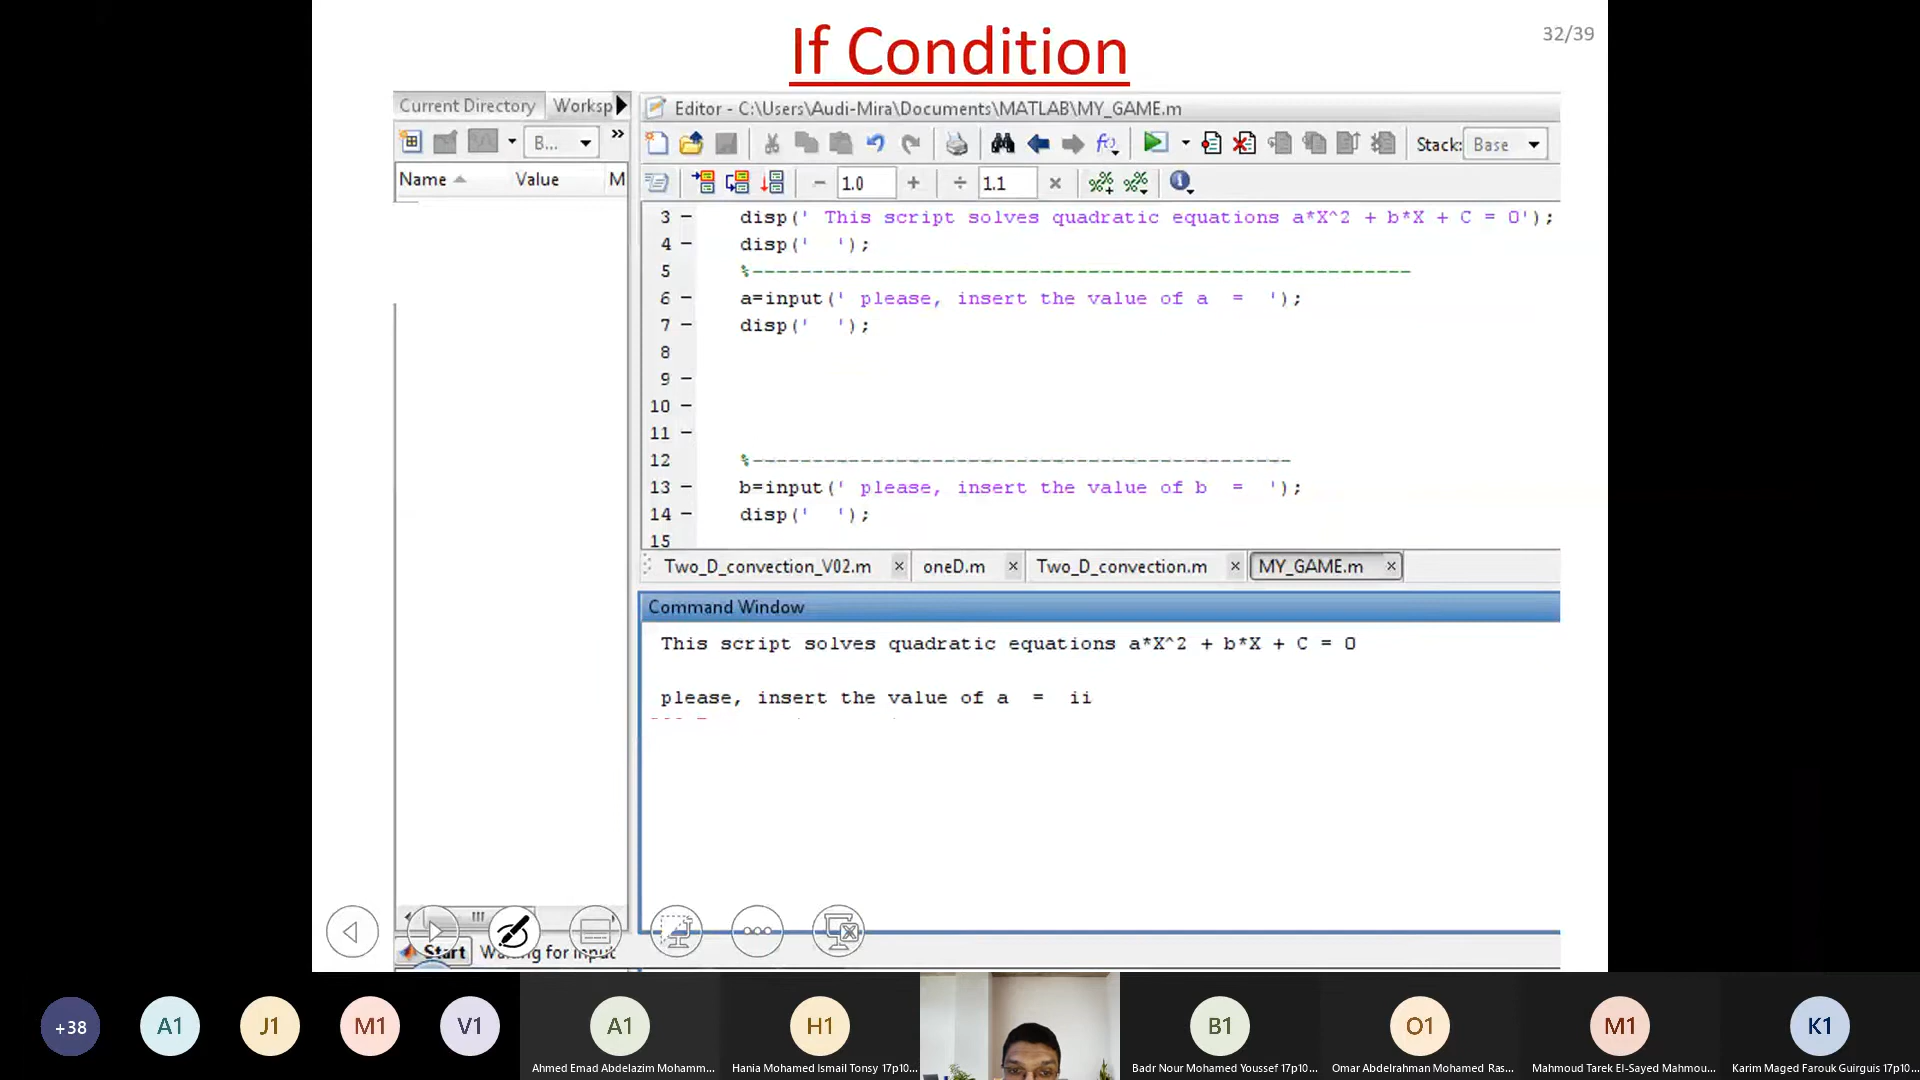 If Condition
32/39
Current Directory
Worksp
Editor - C:\Users\Audi-Mira\Documents\MATLAB\MY_GAME.m
B...
Stack: Base
1.0
1.1
Name
Value
M
3 – disp(' This script solves quadratic equations a*X^2 + b*X + C = 0');
4 – disp('  ');
5 %-------------------------------------------------------
6 – a=input(' please, insert the value of a  =  ');
7 – disp('  ');
8
9 –
10 –
11 –
12 %---------------------------------------------
13 – b=input(' please, insert the value of b  =  ');
14 – disp('  ');
15
Two_D_convection_V02.m
oneD.m
Two_D_convection.m
MY_GAME.m
Command Window
This script solves quadratic equations a*X^2 + b*X + C = 0
please, insert the value of a  =  ii
Start
Waiting for input
+38
A1
J1
M1
V1
A1
H1
B1
O1
M1
K1
Ahmed Emad Abdelazim Mohamm...
Hania Mohamed Ismail Tonsy 17p10...
Badr Nour Mohamed Youssef 17p10...
Omar Abdelrahman Mohamed Ras...
Mahmoud Tarek El-Sayed Mahmou...
Karim Maged Farouk Guirguis 17p10...